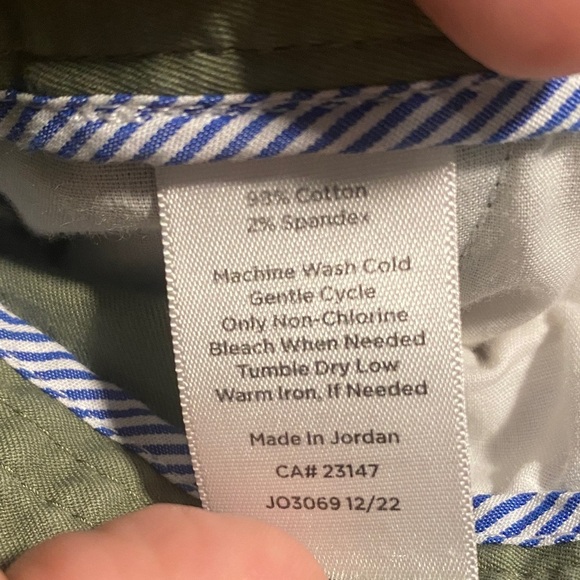 98% Cotton
2% Spandex
Machine Wash Cold
Gentle Cycle
Only Non-Chlorine
Bleach When Needed
Tumble Dry Low
Warm Iron, If Needed
Made In Jordan
CA# 23147
JO3069 12/22